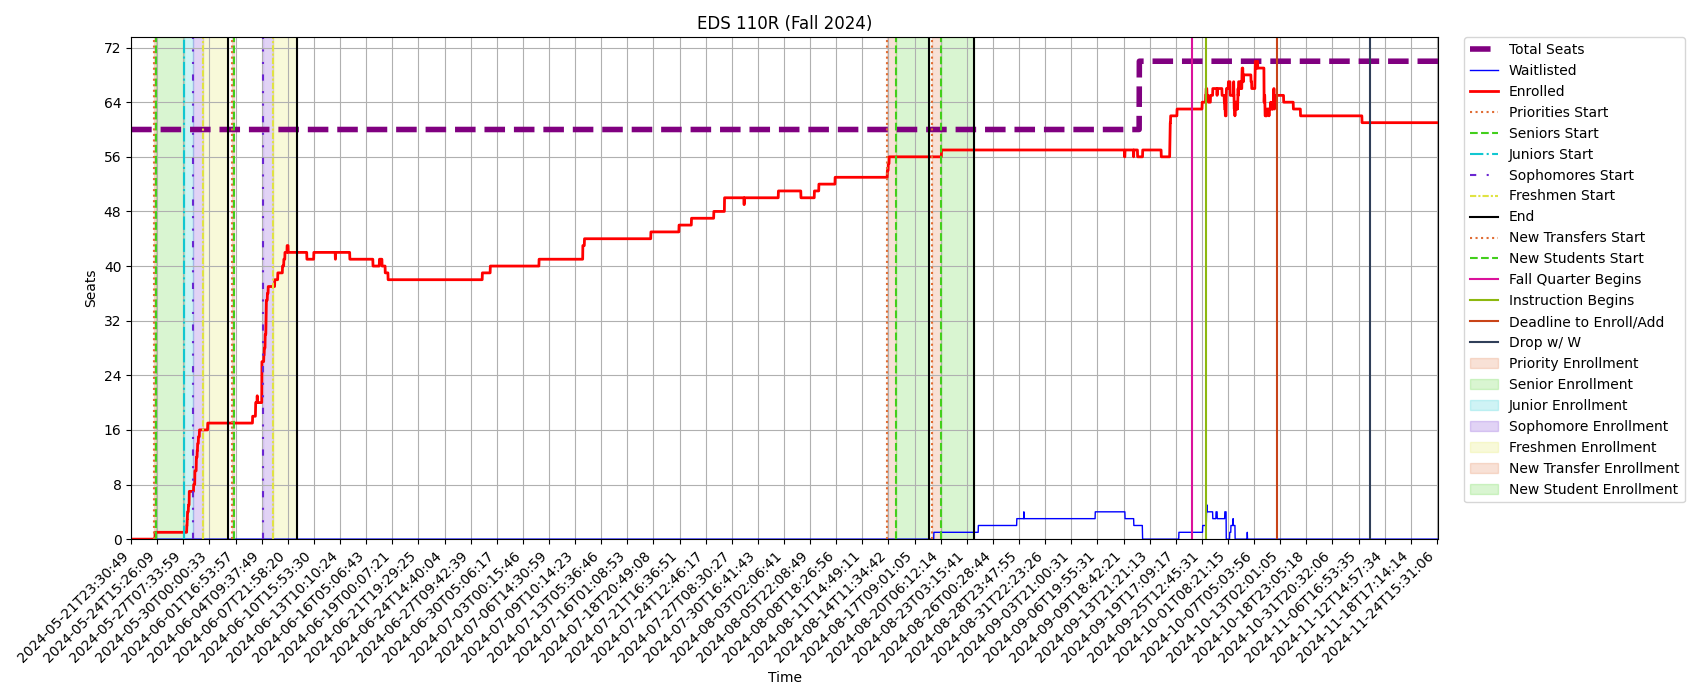 EDS 110R (Fall 2024)
Seats
72
64
56
48
40
32
24
16
8
0
2024-05-21T23:30:49
2024-05-24T15:26:09
2024-05-27T07:33:59
2024-05-30T00:00:33
2024-06-01T16:53:57
2024-06-04T09:37:49
2024-06-07T21:58:20
2024-06-10T15:53:30
2024-06-13T10:10:24
2024-06-16T05:06:43
2024-06-19T00:07:21
2024-06-21T19:29:25
2024-06-24T14:40:04
2024-06-27T09:42:39
2024-06-30T05:06:17
2024-07-03T00:15:46
2024-07-06T14:30:59
2024-07-09T10:14:23
2024-07-13T05:36:46
2024-07-16T01:08:53
2024-07-18T20:49:08
2024-07-21T16:36:51
2024-07-24T12:46:17
2024-07-27T08:30:27
2024-07-30T16:41:43
2024-08-03T02:06:41
2024-08-05T22:08:49
2024-08-08T18:26:56
2024-08-11T14:49:11
2024-08-14T11:34:42
2024-08-17T09:01:05
2024-08-20T06:12:14
2024-08-23T03:15:41
2024-08-26T00:28:44
2024-08-28T23:47:55
2024-08-31T22:23:26
2024-09-03T21:00:31
2024-09-06T19:55:31
2024-09-09T18:42:21
2024-09-13T21:21:13
2024-09-19T17:09:17
2024-09-25T12:45:31
2024-10-01T08:21:15
2024-10-07T05:03:56
2024-10-13T02:01:05
2024-10-18T23:05:18
2024-10-31T20:32:06
2024-11-06T16:53:35
2024-11-12T14:57:34
2024-11-18T17:14:14
2024-11-24T15:31:06
Time
Total Seats
Waitlisted
Enrolled
Priorities Start
Seniors Start
Juniors Start
Sophomores Start
Freshmen Start
End
New Transfers Start
New Students Start
Fall Quarter Begins
Instruction Begins
Deadline to Enroll/Add
Drop w/ W
Priority Enrollment
Senior Enrollment
Junior Enrollment
Sophomore Enrollment
Freshmen Enrollment
New Transfer Enrollment
New Student Enrollment